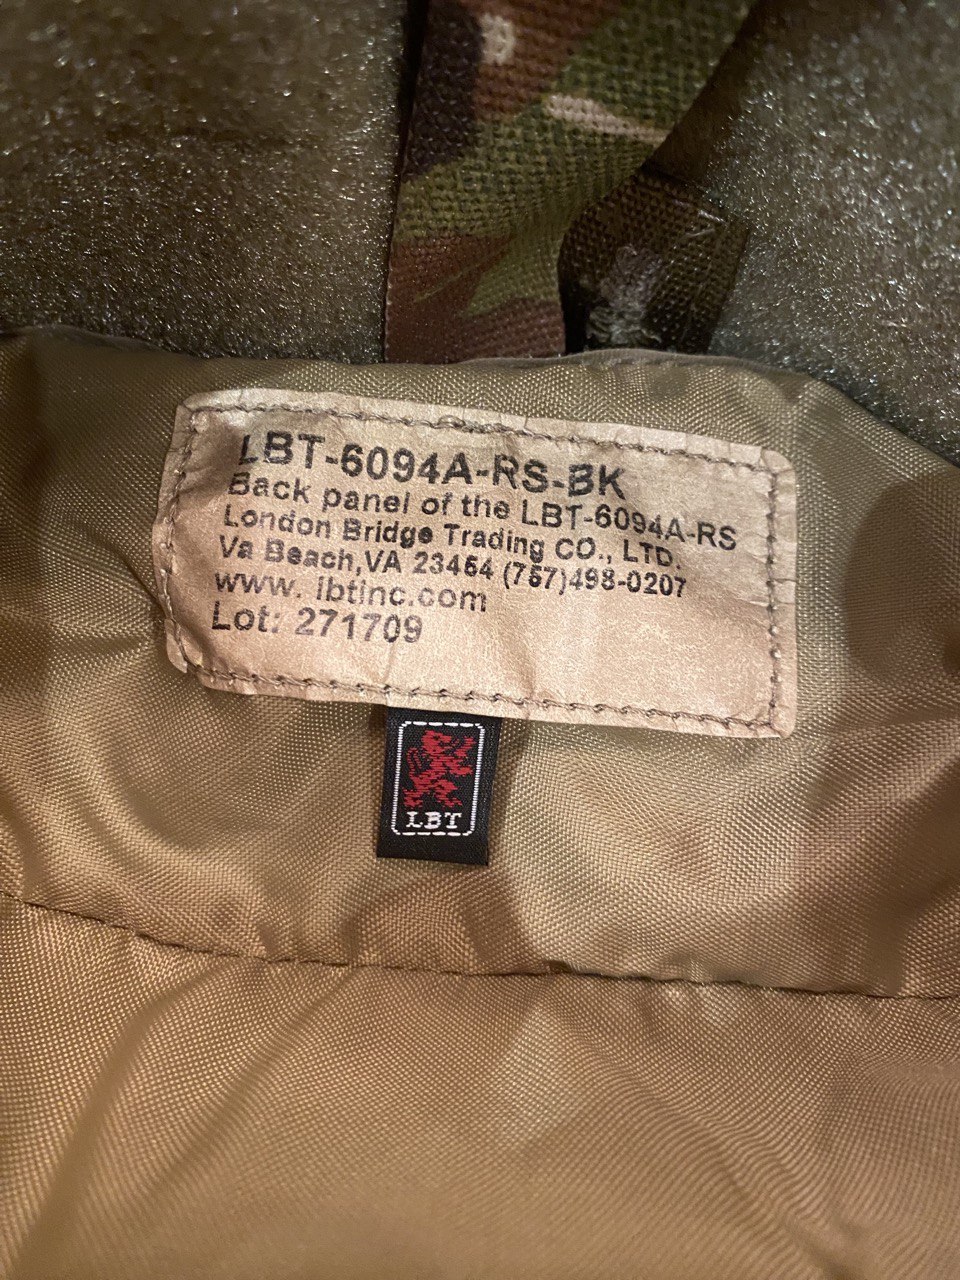 LBT-6094A-RS-BK
Back panel of the LBT-6094A-RS
London Bridge Trading CO., LTD.
Va Beach,VA 23454 (757)498-0207
www. lbtinc.com
Lot: 271709
LBT